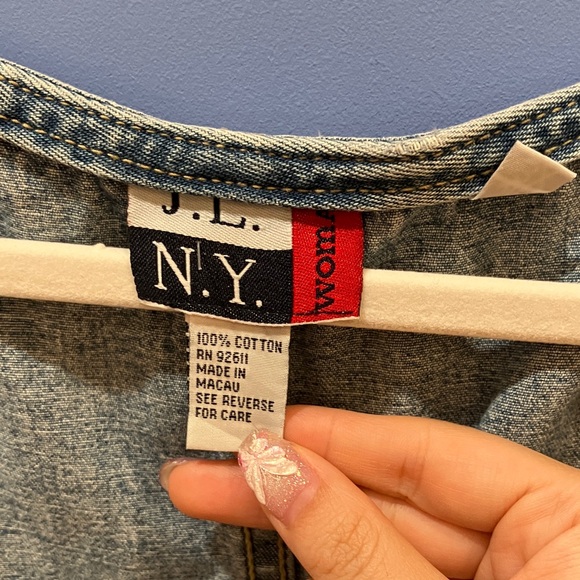 J.L.
N.Y.
woman
100% COTTON
RN 92611
MADE IN
MACAU
SEE REVERSE
FOR CARE